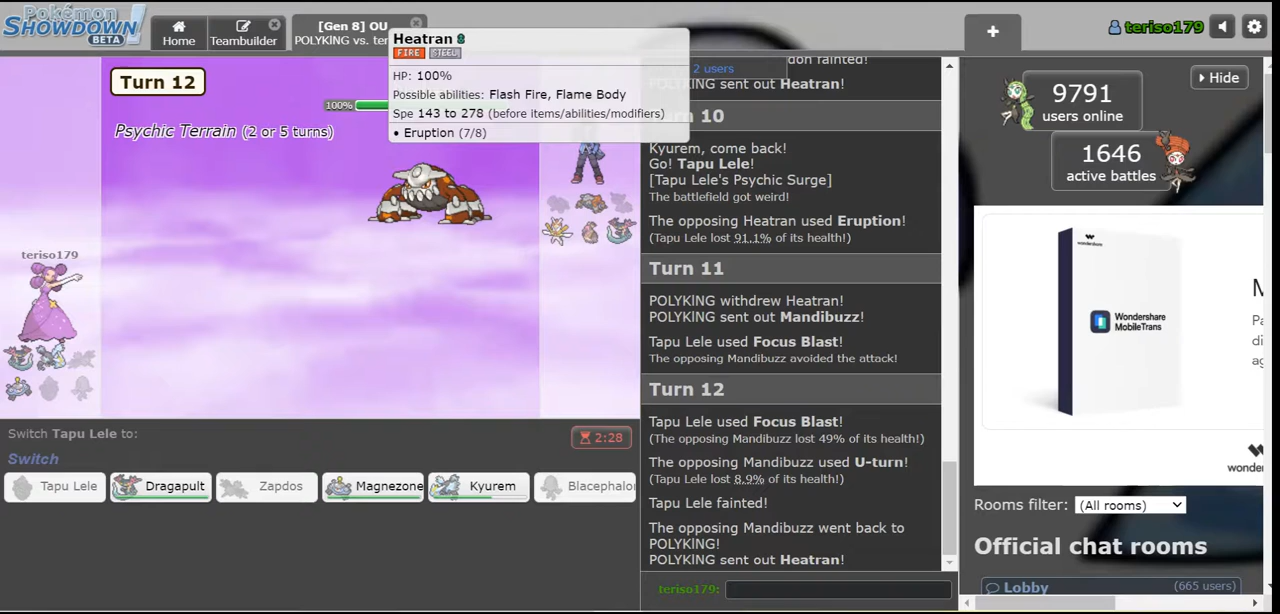 Pokémon
SHOWDOWN!
BETA
Home
Teambuilder
[Gen 8] OU
POLYKlNG vs. ter
+
teriso179
Heatran
FIRE STEEL
HP: 100%
Possible abilities: Flash Fire, Flame Body
Spe 143 to 278 (before items/abilities/modifiers)
• Eruption (7/8)
Turn 12
Psychic Terrain (2 or 5 turns)
100%
teriso179
Switch Tapu Lele to:
2:28
Switch
Tapu Lele
Dragapult
Zapdos
Magnezone
Kyurem
Blacephalon
2 users
don fainted!
POLYKlNG sent out Heatran!
10
Kyurem, come back!
Go! Tapu Lele!
[Tapu Lele's Psychic Surge]
The battlefield got weird!
The opposing Heatran used Eruption!
(Tapu Lele lost 91.1% of its health!)
Turn 11
POLYKlNG withdrew Heatran!
POLYKlNG sent out Mandibuzz!
Tapu Lele used Focus Blast!
The opposing Mandibuzz avoided the attack!
Turn 12
Tapu Lele used Focus Blast!
(The opposing Mandibuzz lost 49% of its health!)
The opposing Mandibuzz used U-turn!
(Tapu Lele lost 8.9% of its health!)
Tapu Lele fainted!
The opposing Mandibuzz went back to
POLYKlNG!
POLYKlNG sent out Heatran!
teriso179:
Hide
9791
users online
1646
active battles
wondershare
Wondershare
MobileTrans
wonder
Rooms filter: (All rooms)
Official chat rooms
Lobby (665 users)